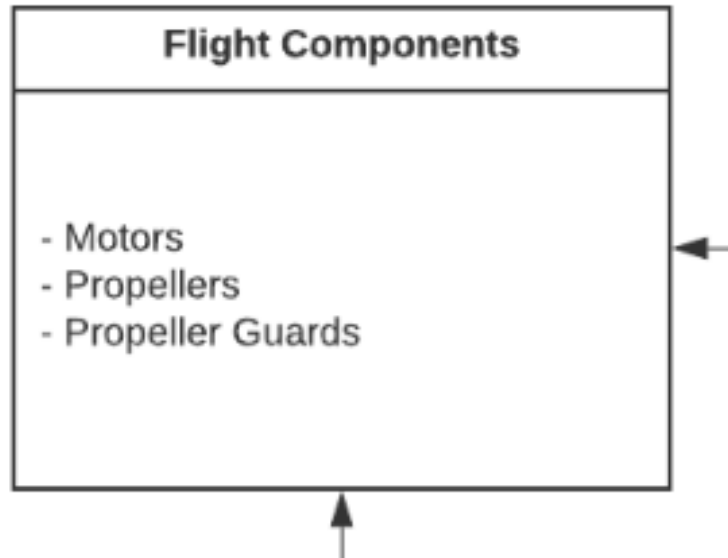 Flight Components
- Motors
- Propellers
- Propeller Guards